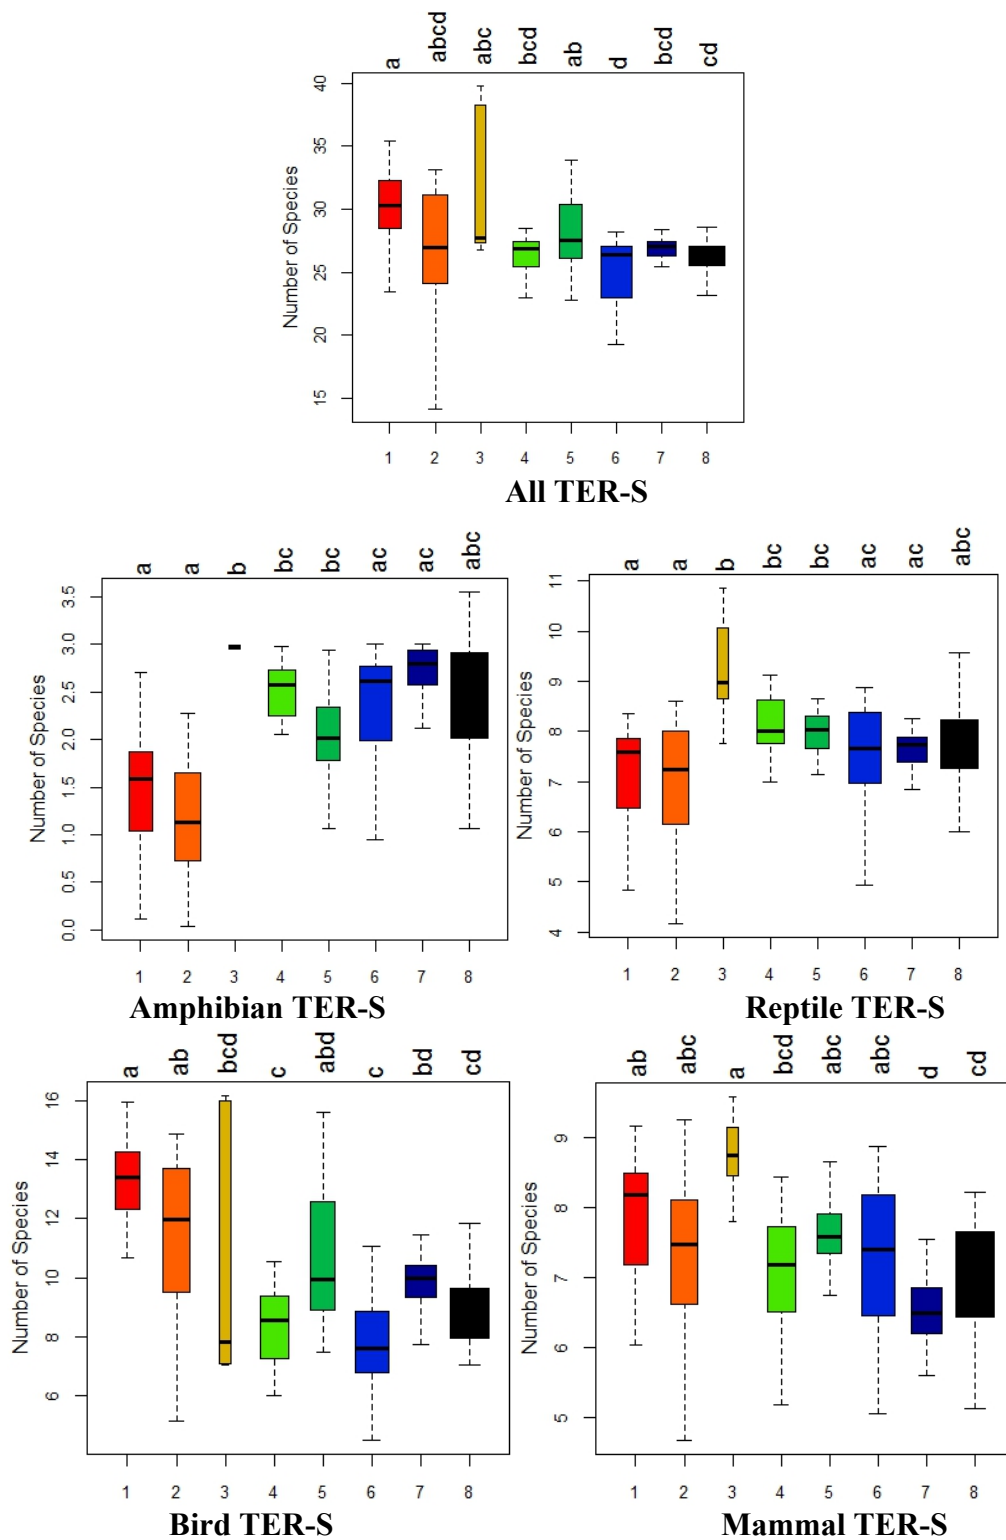 a abcd abc bcd ab d bcd cd
40
35
30
25
20
15
Number of Species
1 2 3 4 5 6 7 8
All TER-S
a a b bc bc ac ac abc
3.5
3.0
2.5
2.0
1.5
1.0
0.5
0.0
Number of Species
1 2 3 4 5 6 7 8
Amphibian TER-S
a a b bc bc ac ac abc
11
10
9
8
7
6
5
4
Number of Species
1 2 3 4 5 6 7 8
Reptile TER-S
a ab bcd c abd c bd cd
16
14
12
10
8
6
Number of Species
1 2 3 4 5 6 7 8
Bird TER-S
ab abc a bcd abc abc d cd
9
8
7
6
5
Number of Species
1 2 3 4 5 6 7 8
Mammal TER-S